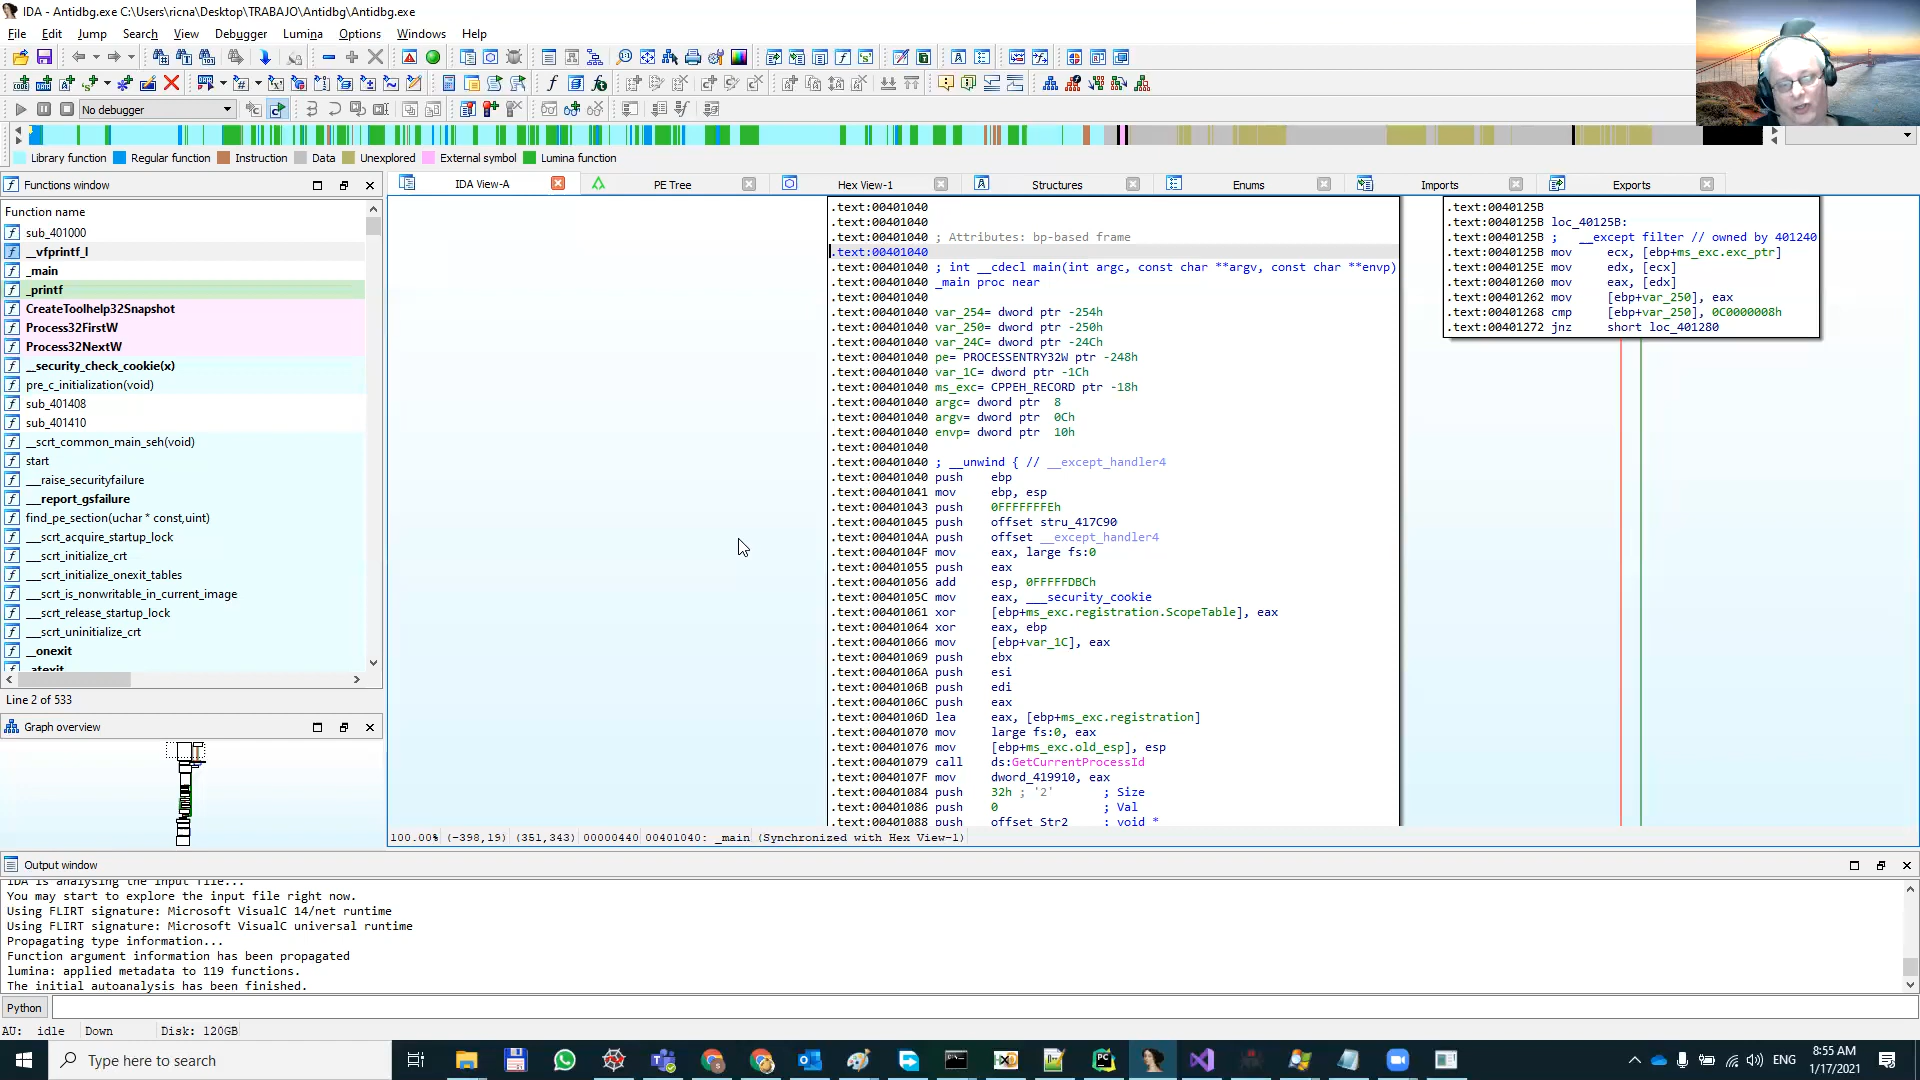 IDA - Antidbg.exe C:\Users\ricna\Desktop\TRABAJO\Antidbg\Antidbg.exe
File Edit Jump Search View Debugger Lumina Options Windows Help
No debugger
Library function Regular function Instruction Data Unexplored External symbol Lumina function
Functions window
IDA View-A
PE Tree
Hex View-1
Structures
Enums
Imports
Exports
Function name
sub_401000
__vfprintf_l
_main
_printf
CreateToolhelp32Snapshot
Process32FirstW
Process32NextW
__security_check_cookie(x)
pre_c_initialization(void)
sub_401408
sub_401410
__scrt_common_main_seh(void)
start
__raise_securityfailure
___report_gsfailure
find_pe_section(uchar * const,uint)
__scrt_acquire_startup_lock
__scrt_initialize_crt
__scrt_initialize_onexit_tables
__scrt_is_nonwritable_in_current_image
__scrt_release_startup_lock
__scrt_uninitialize_crt
__onexit
_atexit
Line 2 of 533
Graph overview
.text:00401040
.text:00401040
.text:00401040 ; Attributes: bp-based frame
.text:00401040
.text:00401040 ; int __cdecl main(int argc, const char **argv, const char **envp)
.text:00401040 _main proc near
.text:00401040
.text:00401040 var_254= dword ptr -254h
.text:00401040 var_250= dword ptr -250h
.text:00401040 var_24C= dword ptr -24Ch
.text:00401040 pe= PROCESSENTRY32W ptr -248h
.text:00401040 var_1C= dword ptr -1Ch
.text:00401040 ms_exc= CPPEH_RECORD ptr -18h
.text:00401040 argc= dword ptr  8
.text:00401040 argv= dword ptr  0Ch
.text:00401040 envp= dword ptr  10h
.text:00401040
.text:00401040 ; __unwind { // __except_handler4
.text:00401040 push    ebp
.text:00401041 mov     ebp, esp
.text:00401043 push    0FFFFFFFEh
.text:00401045 push    offset stru_417C90
.text:0040104A push    offset __except_handler4
.text:0040104F mov     eax, large fs:0
.text:00401055 push    eax
.text:00401056 add     esp, 0FFFFFDBCh
.text:0040105C mov     eax, ___security_cookie
.text:00401061 xor     [ebp+ms_exc.registration.ScopeTable], eax
.text:00401064 xor     eax, ebp
.text:00401066 mov     [ebp+var_1C], eax
.text:00401069 push    ebx
.text:0040106A push    esi
.text:0040106B push    edi
.text:0040106C push    eax
.text:0040106D lea     eax, [ebp+ms_exc.registration]
.text:00401070 mov     large fs:0, eax
.text:00401076 mov     [ebp+ms_exc.old_esp], esp
.text:00401079 call    ds:GetCurrentProcessId
.text:0040107F mov     dword_419910, eax
.text:00401084 push    32h ; '2'       ; Size
.text:00401086 push    0               ; Val
.text:00401088 push    offset Str2     ; void *
.text:0040125B
.text:0040125B loc_40125B:
.text:0040125B ;   __except filter // owned by 401240
.text:0040125B mov     ecx, [ebp+ms_exc.exc_ptr]
.text:0040125E mov     edx, [ecx]
.text:00401260 mov     eax, [edx]
.text:00401262 mov     [ebp+var_250], eax
.text:00401268 cmp     [ebp+var_250], 0C0000008h
.text:00401272 jnz     short loc_401280
100.00% (-398,19) (351,343) 00000440 00401040: _main (Synchronized with Hex View-1)
Output window
IDA is analysing the input file...
You may start to explore the input file right now.
Using FLIRT signature: Microsoft VisualC 14/net runtime
Using FLIRT signature: Microsoft VisualC universal runtime
Propagating type information...
Function argument information has been propagated
lumina: applied metadata to 119 functions.
The initial autoanalysis has been finished.
Python
AU: idle Down Disk: 120GB
Type here to search
ENG
8:55 AM
1/17/2021